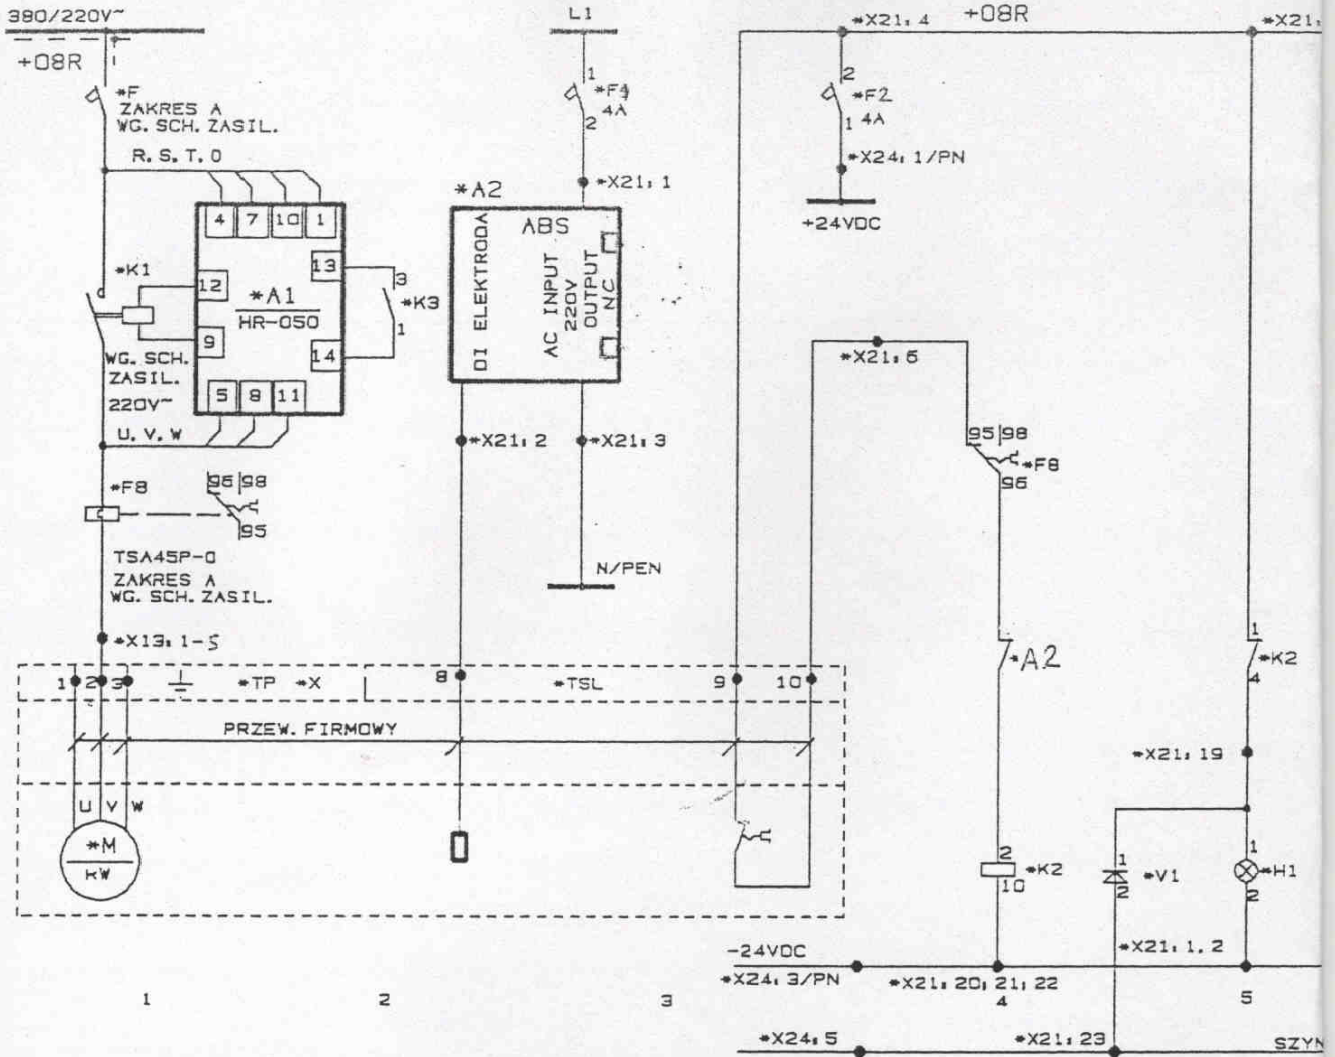 380/220V~
L1
*X21:4
+08R
*X21:
+08R
*F
ZAKRES A
WG. SCH. ZASIL.
1
*F4
4A
2
2
*F2
4A
1
R. S. T. O
*X24:1/PN
*X21:1
*A2
4
7
10
1
+24VDC
DI ELEKTRODA
ABS
AC INPUT
220V
OUTPUT
NC
13
*K1
12
*A1
HR-050
3
*K3
1
9
14
WG. SCH.
ZASIL.
220V~
5
8
11
*X21:6
U. V. W
*X21:2
*X21:3
95
98
*F8
96
*F8
96
98
95
TSA45P-0
ZAKRES A
WG. SCH. ZASIL.
N/PEN
*X13:1-5
*A2
1
*K2
4
1
2
3
*TP
*X
8
*TSL
9
10
PRZEW. FIRMOWY
*X21:19
U
V
W
*M
kW
2
*K2
10
1
*V1
2
1
*H1
2
-24VDC
*X21:1.2
*X24:3/PN
*X21:20;21;22
1
2
3
4
5
*X24:5
*X21:23
SZYN